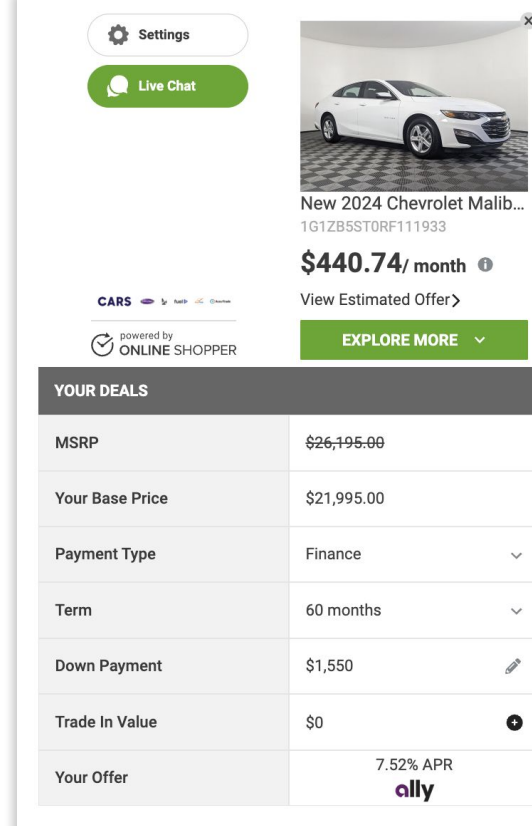 Settings
Live Chat
New 2024 Chevrolet Malib...
1G1ZB5ST0RF111933
$440.74/ month
View Estimated Offer
CARS
powered by
ONLINE SHOPPER
EXPLORE MORE
YOUR DEALS
MSRP
$26,195.00
Your Base Price
$21,995.00
Payment Type
Finance
Term
60 months
Down Payment
$1,550
Trade In Value
$0
Your Offer
7.52% APR
ally